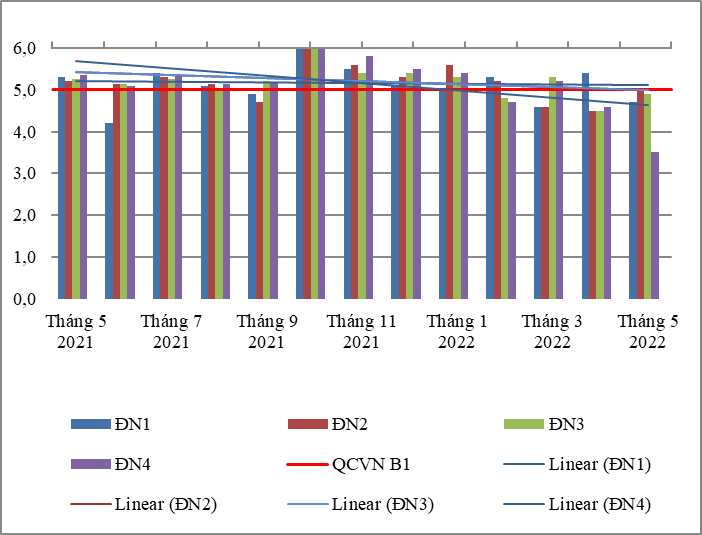 6,0
5,0
4,0
3,0
2,0
1,0
0,0
Tháng 5 Tháng 7 Tháng 9 Tháng 11 Tháng 1 Tháng 3 Tháng 5
2021 2021 2021 2021 2022 2022 2022
ĐN1 ĐN2 ĐN3
ĐN4 QCVN B1 Linear (ĐN1)
Linear (ĐN2) Linear (ĐN3) Linear (ĐN4)